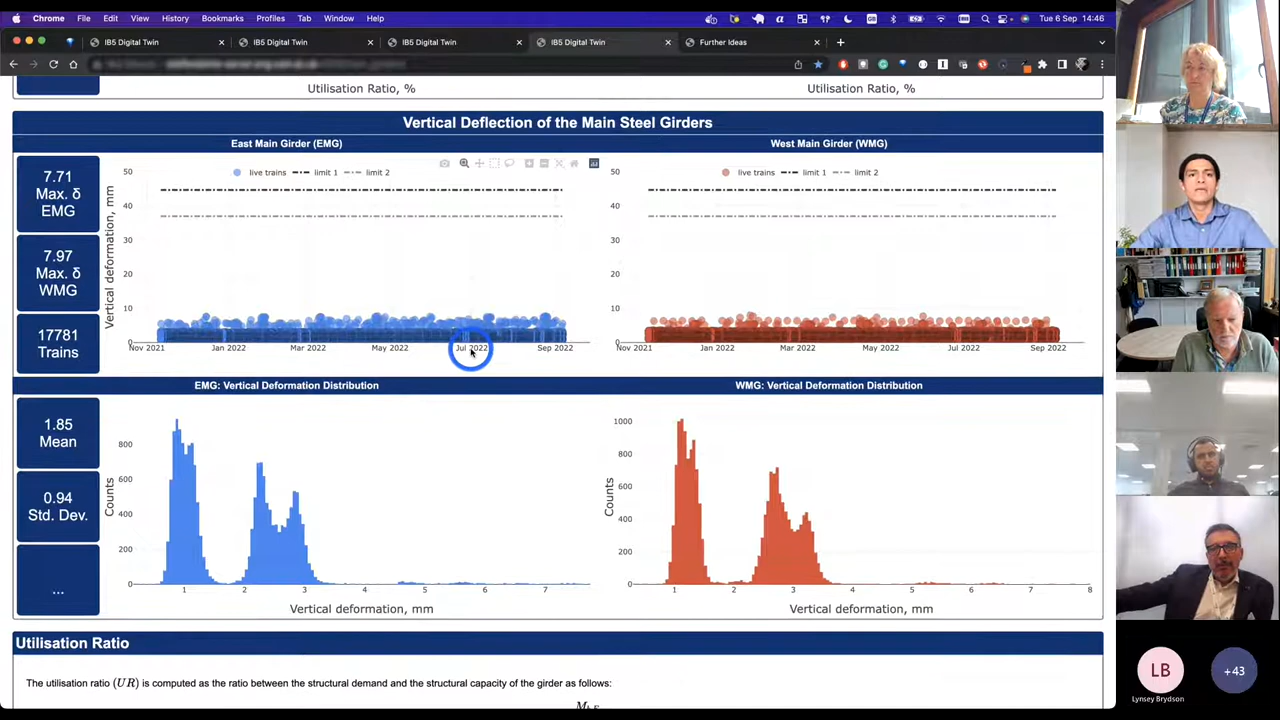 Chrome File Edit View History Bookmarks Profiles Tab Window Help
Tue 6 Sep 14:46
IB5 Digital Twin
IB5 Digital Twin
IB5 Digital Twin
IB5 Digital Twin
Further Ideas
Utilisation Ratio, %
Utilisation Ratio, %
Vertical Deflection of the Main Steel Girders
East Main Girder (EMG)
West Main Girder (WMG)
7.71
Max. δ
EMG
7.97
Max. δ
WMG
17781
Trains
live trains limit 1 limit 2
Vertical deformation, mm
50
40
30
20
10
0
Nov 2021 Jan 2022 Mar 2022 May 2022 Jul 2022 Sep 2022
live trains limit 1 limit 2
50
40
30
20
10
0
Nov 2021 Jan 2022 Mar 2022 May 2022 Jul 2022 Sep 2022
EMG: Vertical Deformation Distribution
WMG: Vertical Deformation Distribution
1.85
Mean
0.94
Std. Dev.
...
Counts
800
600
400
200
0
1 2 3 4 5 6 7
Vertical deformation, mm
Counts
1000
800
600
400
200
0
1 2 3 4 5 6 7 8
Vertical deformation, mm
Utilisation Ratio
The utilisation ratio (UR) is computed as the ratio between the structural demand and the structural capacity of the girder as follows:
LB
Lynsey Brydson
+43